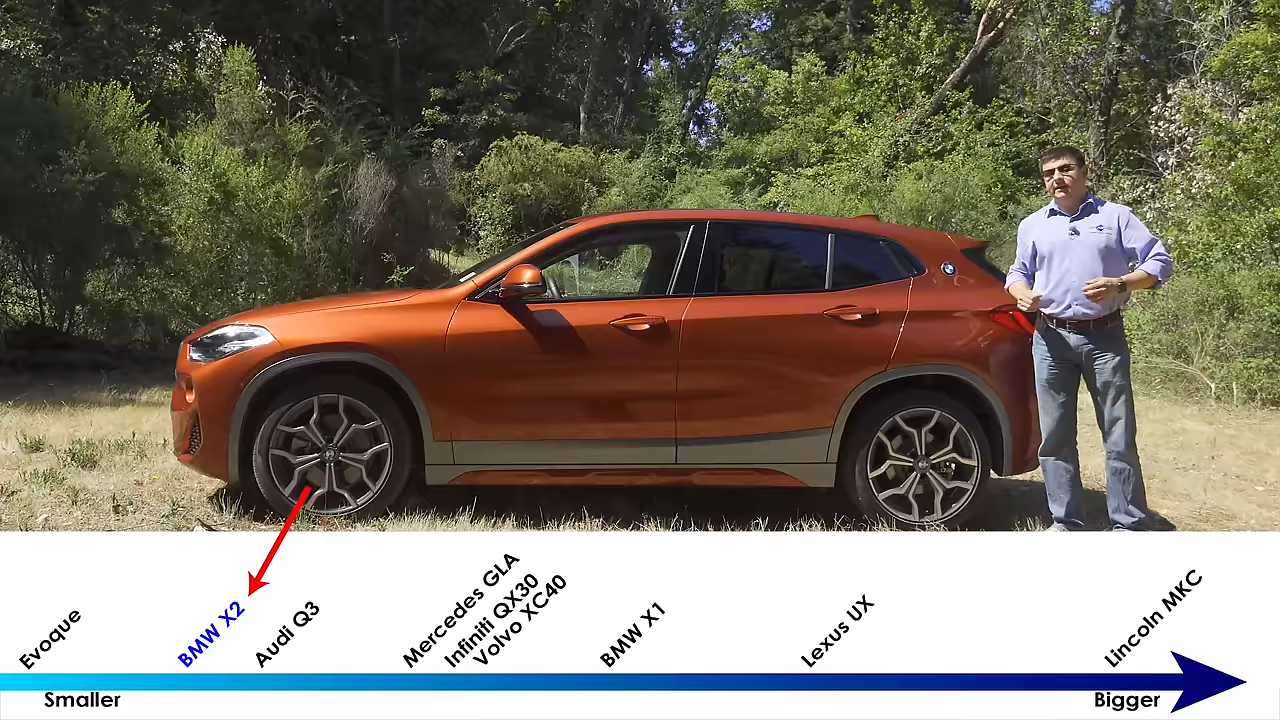 Evoque
BMW X2
Audi Q3
Mercedes GLA
Infiniti QX30
Volvo XC40
BMW X1
Lexus UX
Lincoln MKC
Smaller
Bigger